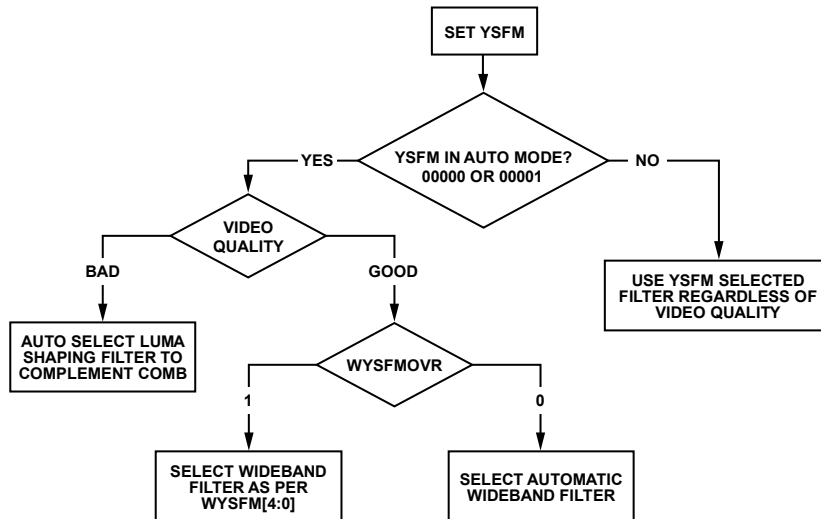 SET YSFM
YSFM IN AUTO MODE?
00000 OR 00001
YES
NO
VIDEO
QUALITY
BAD
GOOD
USE YSFM SELECTED
FILTER REGARDLESS OF
VIDEO QUALITY
AUTO SELECT LUMA
SHAPING FILTER TO
COMPLEMENT COMB
WYSFMOVR
1
0
SELECT WIDEBAND
FILTER AS PER
WYSFM[4:0]
SELECT AUTOMATIC
WIDEBAND FILTER